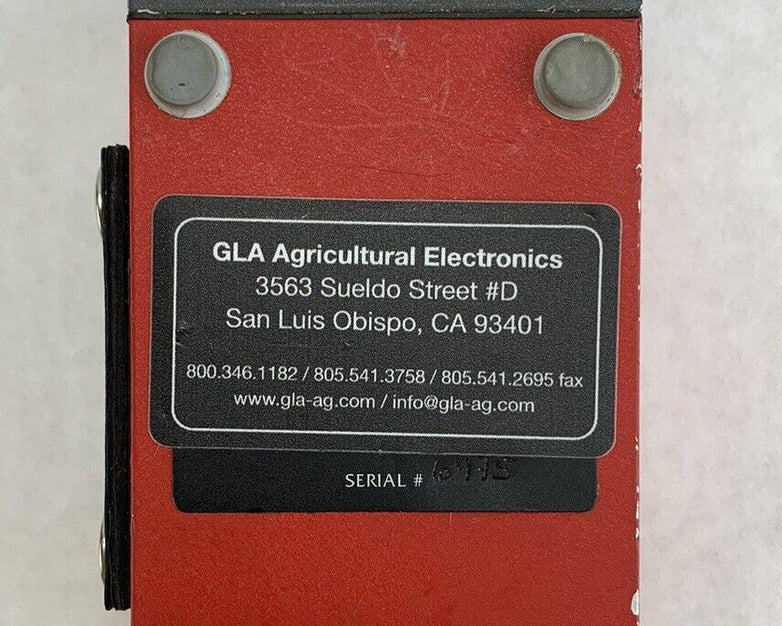 GLA Agricultural Electronics
3563 Sueldo Street #D
San Luis Obispo, CA 93401
800.346.1182 / 805.541.3758 / 805.541.2695 fax
www.gla-ag.com / info@gla-ag.com
SERIAL #